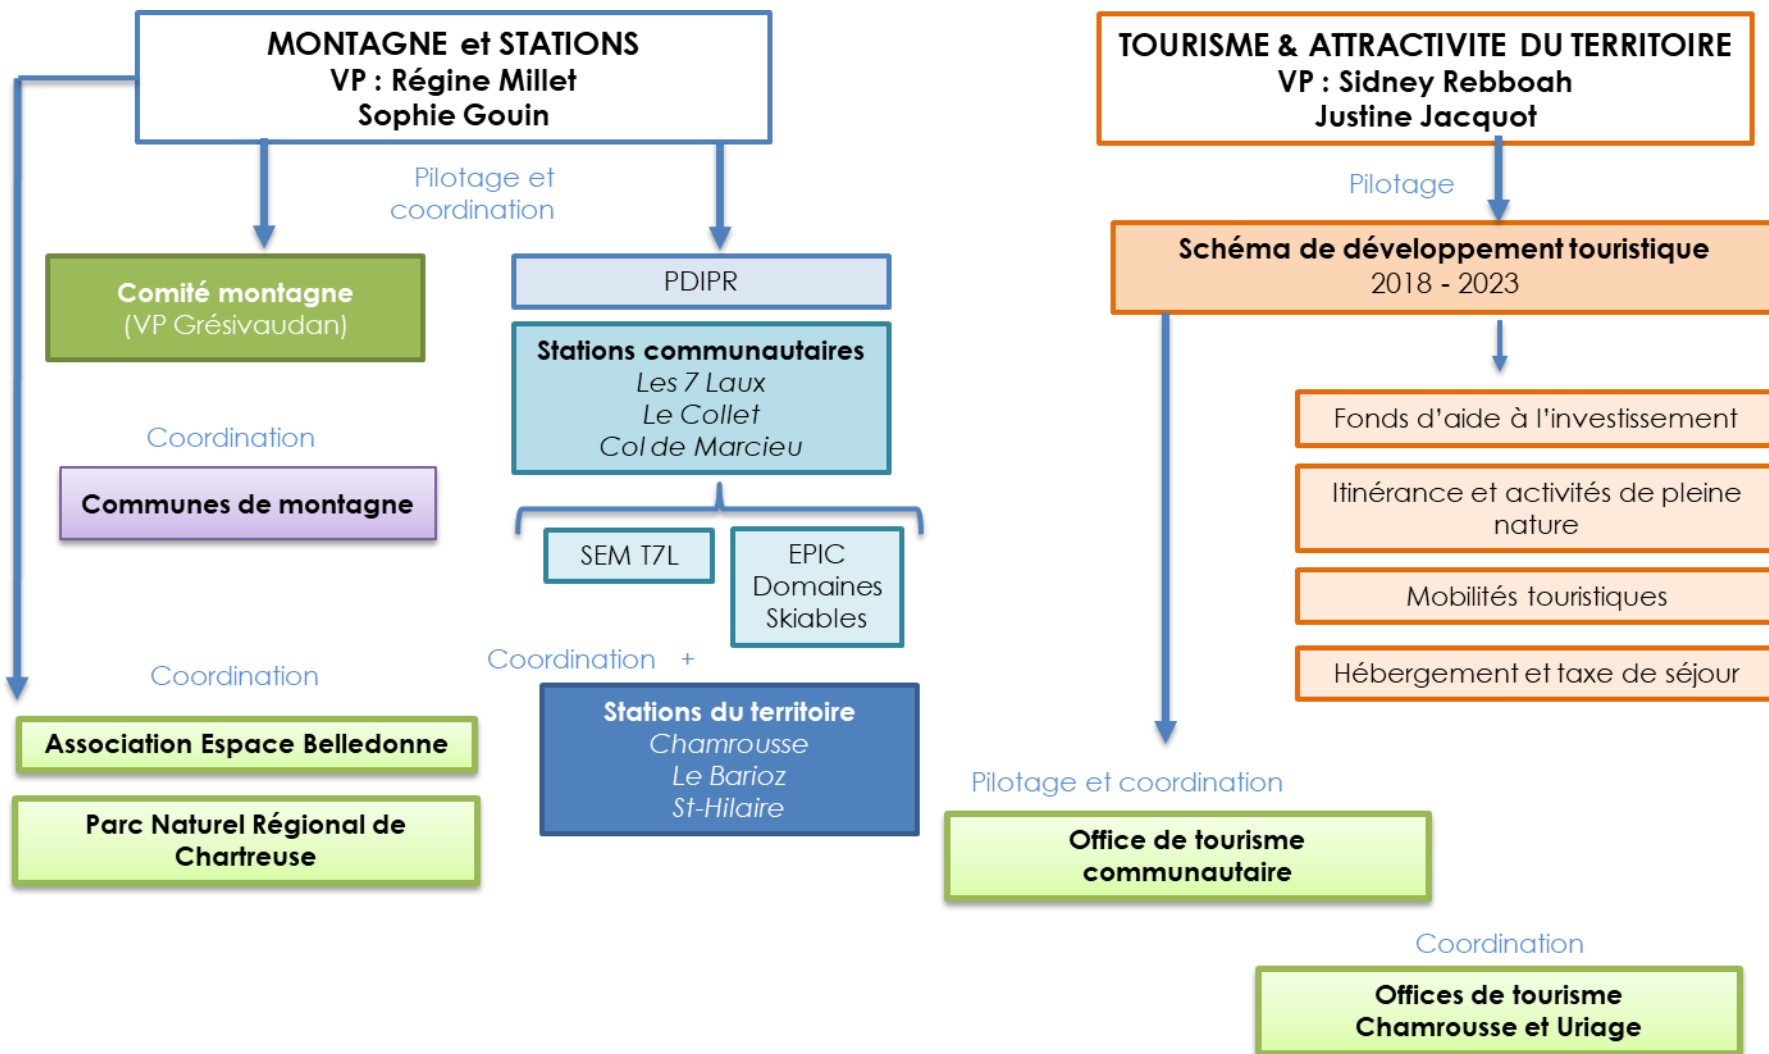 MONTAGNE et STATIONS
VP : Régine Millet
Sophie Gouin
Pilotage et
coordination
Comité montagne
(VP Grésivaudan)
PDIPR
Stations communautaires
Les 7 Laux
Le Collet
Col de Marcieu
Coordination
Communes de montagne
SEM T7L
EPIC
Domaines
Skiables
Coordination +
Stations du territoire
Chamrousse
Le Barioz
St-Hilaire
Coordination
Association Espace Belledonne
Parc Naturel Régional de
Chartreuse
TOURISME & ATTRACTIVITE DU TERRITOIRE
VP : Sidney Rebboah
Justine Jacquot
Pilotage
Schéma de développement touristique
2018 - 2023
Fonds d'aide à l'investissement
Itinérance et activités de pleine
nature
Mobilités touristiques
Hébergement et taxe de séjour
Pilotage et coordination
Office de tourisme
communautaire
Coordination
Offices de tourisme
Chamrousse et Uriage